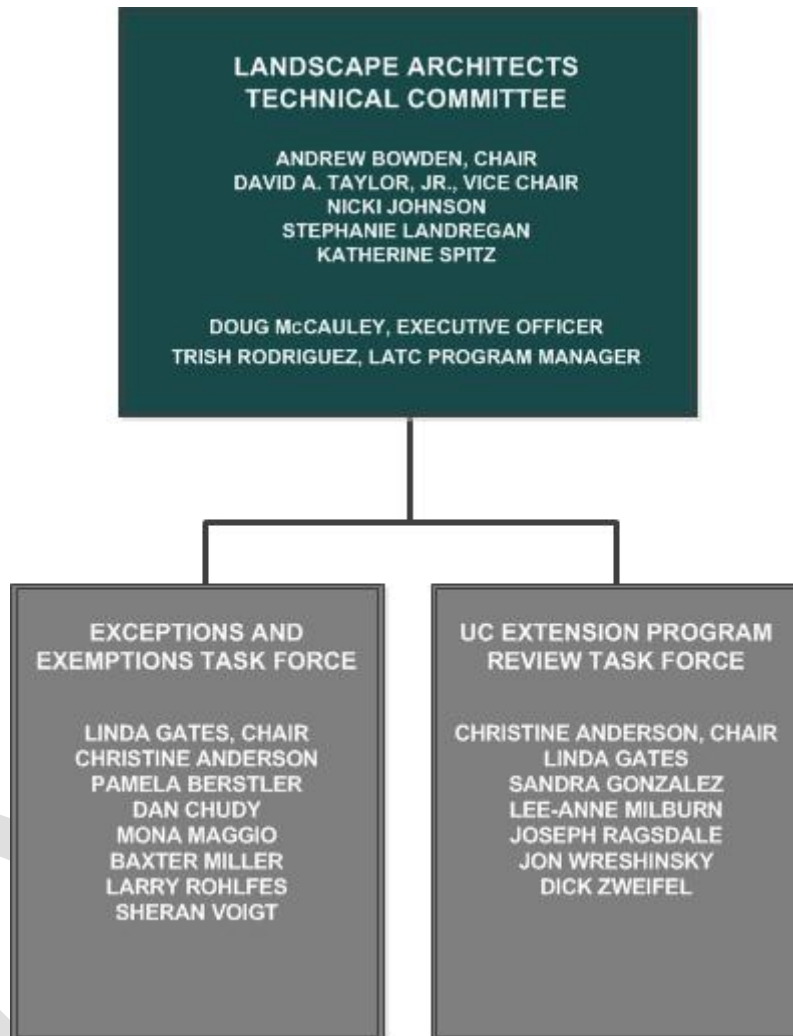 LANDSCAPE ARCHITECTS
TECHNICAL COMMITTEE
ANDREW BOWDEN, CHAIR
DAVID A. TAYLOR, JR., VICE CHAIR
NICKI JOHNSON
STEPHANIE LANDREGAN
KATHERINE SPITZ
DOUG McCAULEY, EXECUTIVE OFFICER
TRISH RODRIGUEZ, LATC PROGRAM MANAGER
EXCEPTIONS AND
EXEMPTIONS TASK FORCE
LINDA GATES, CHAIR
CHRISTINE ANDERSON
PAMELA BERSTLER
DAN CHUDY
MONA MAGGIO
BAXTER MILLER
LARRY ROHLFES
SHERAN VOIGT
UC EXTENSION PROGRAM
REVIEW TASK FORCE
CHRISTINE ANDERSON, CHAIR
LINDA GATES
SANDRA GONZALEZ
LEE-ANNE MILBURN
JOSEPH RAGSDALE
JON WRESHINSKY
DICK ZWEIFEL